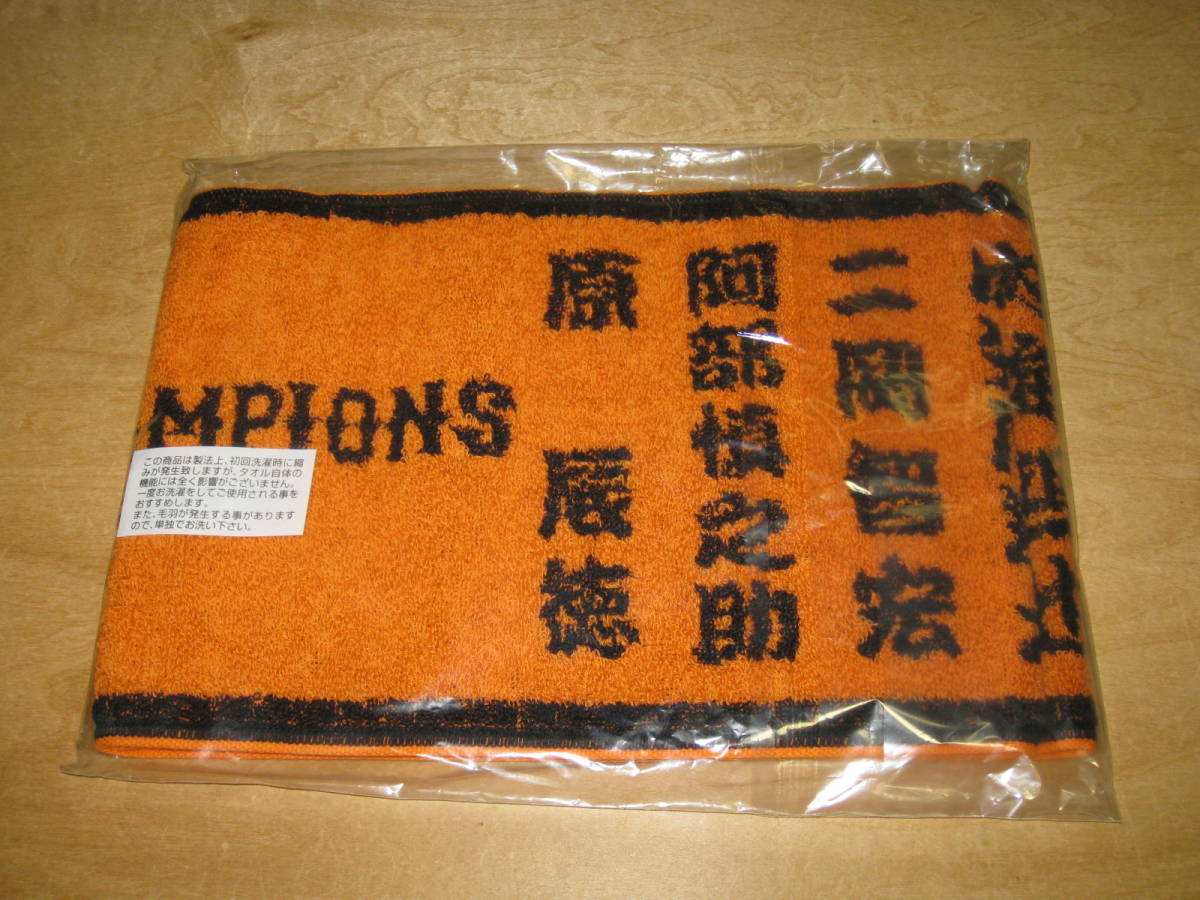 MPIONS
原辰徳
阿部慎之助
二岡智宏
この商品は製法上、初回洗濯時に縮
みが発生致しますが、タオル自体の
機能には全く影響がございません。
一度お洗濯をしてご使用される事を
おすすめします。
また、毛羽が発生する事があります
ので、単独でお洗い下さい。